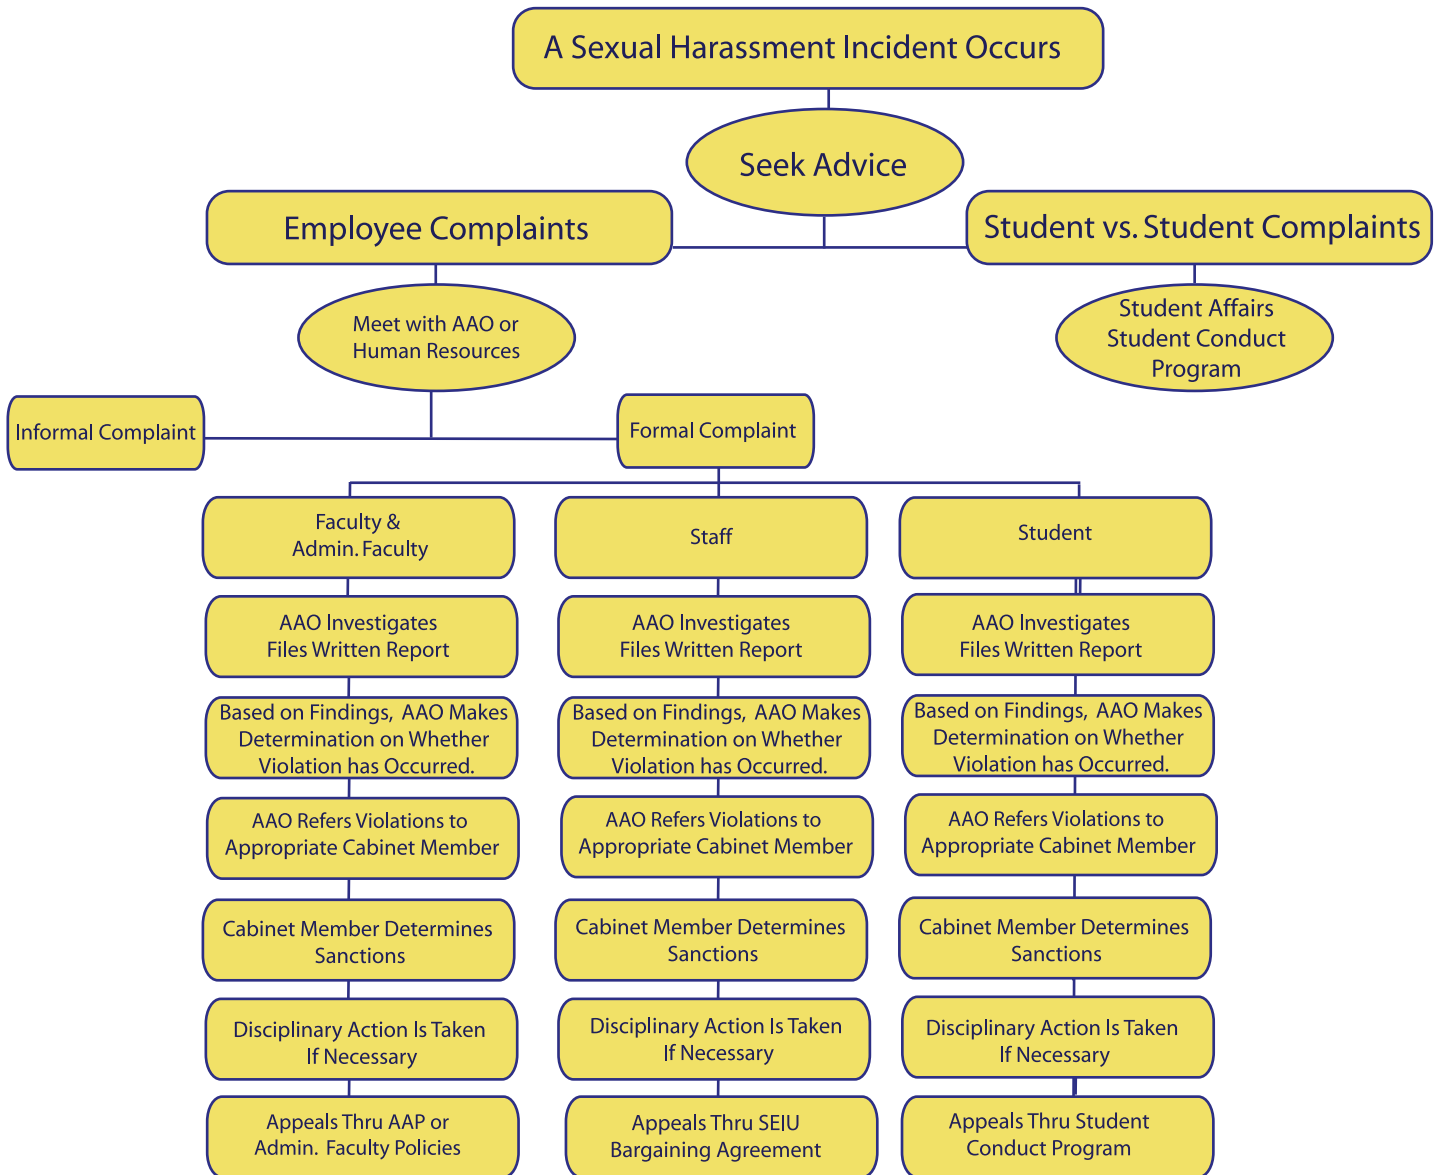 A Sexual Harassment Incident Occurs
Seek Advice
Employee Complaints
Student vs. Student Complaints
Meet with AAO or
Human Resources
Student Affairs
Student Conduct
Program
Informal Complaint
Formal Complaint
Faculty &
Admin. Faculty
Staff
Student
AAO Investigates
Files Written Report
AAO Investigates
Files Written Report
AAO Investigates
Files Written Report
Based on Findings, AAO Makes
Determination on Whether
Violation has Occurred.
Based on Findings, AAO Makes
Determination on Whether
Violation has Occurred.
Based on Findings, AAO Makes
Determination on Whether
Violation has Occurred.
AAO Refers Violations to
Appropriate Cabinet Member
AAO Refers Violations to
Appropriate Cabinet Member
AAO Refers Violations to
Appropriate Cabinet Member
Cabinet Member Determines
Sanctions
Cabinet Member Determines
Sanctions
Cabinet Member Determines
Sanctions
Disciplinary Action Is Taken
If Necessary
Disciplinary Action Is Taken
If Necessary
Disciplinary Action Is Taken
If Necessary
Appeals Thru AAP or
Admin. Faculty Policies
Appeals Thru SEIU
Bargaining Agreement
Appeals Thru Student
Conduct Program